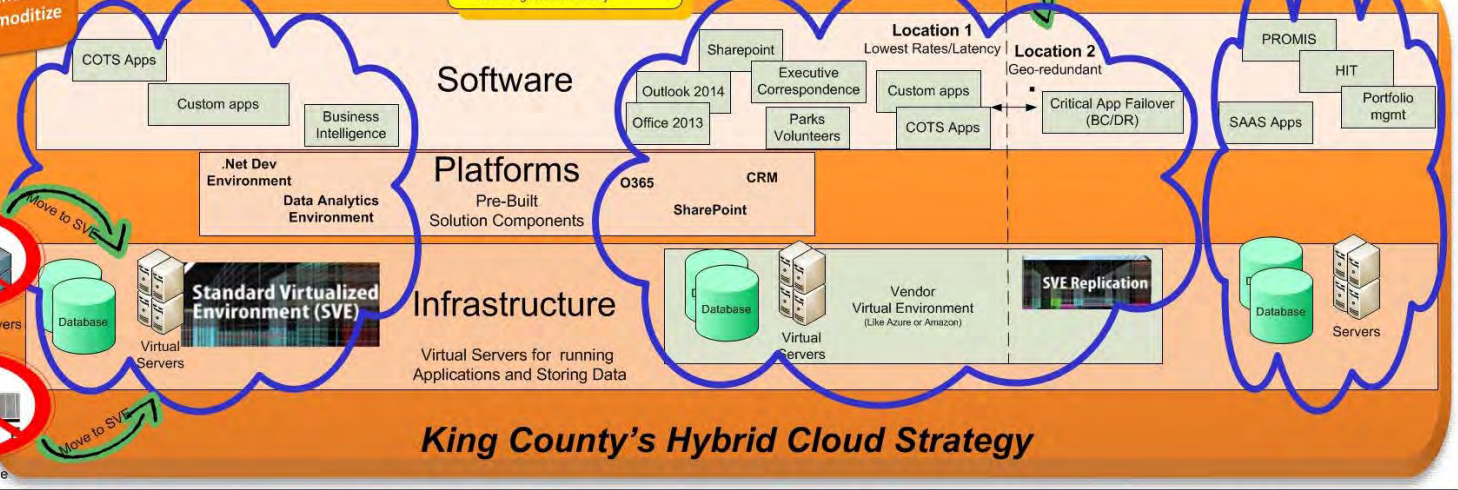 moditize
COTS Apps
Custom apps
Business
Intelligence
Software
Sharepoint
Outlook 2014
Office 2013
Executive
Correspondence
Parks
Volunteers
Location 1
Lowest Rates/Latency
Custom apps
COTS Apps
Location 2
Geo-redundant
Critical App Failover
(BC/DR)
PROMIS
HIT
Portfolio
mgmt
SAAS Apps
.Net Dev
Environment
Data Analytics
Environment
Platforms
Pre-Built
Solution Components
O365
CRM
SharePoint
Move to SVE
Database
Virtual
Servers
Standard Virtualized
Environment (SVE)
Infrastructure
Virtual Servers for running
Applications and Storing Data
Database
Virtual
Servers
Vendor
Virtual Environment
(Like Azure or Amazon)
SVE Replication
Database
Servers
vers
Move to SVE
King County's Hybrid Cloud Strategy
e